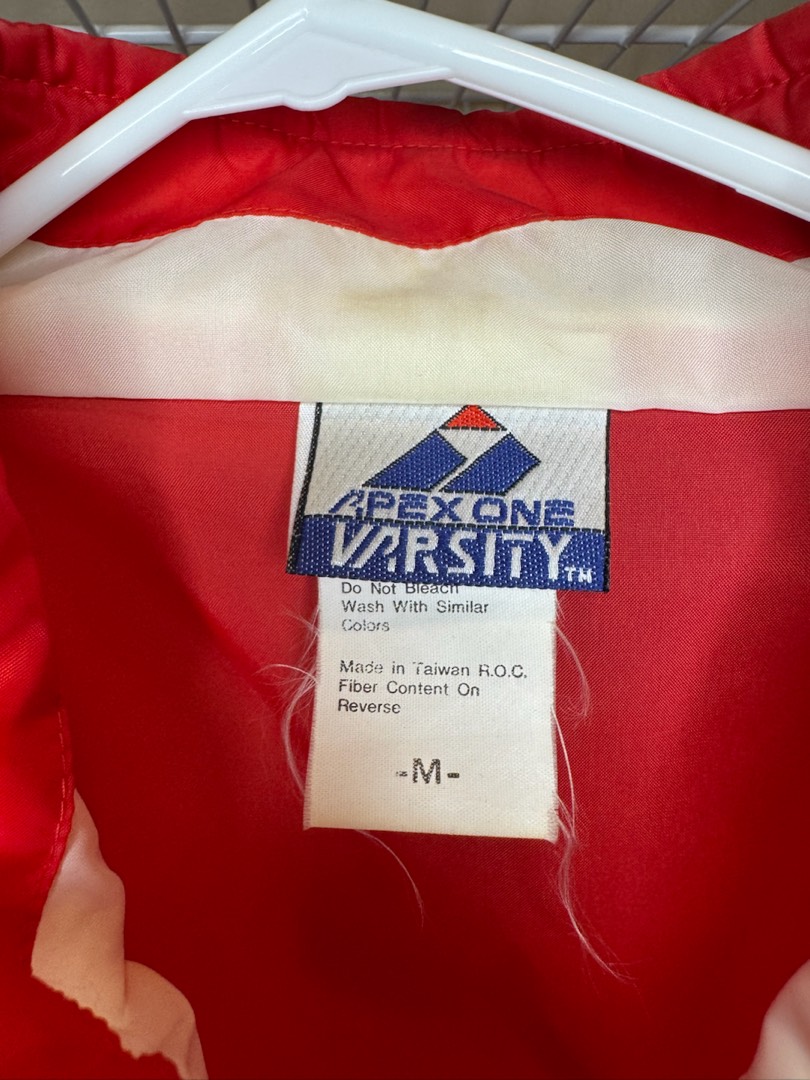 APEX ONE
VARSITY TM
Do Not Bleach
Wash With Similar
Colors
Made in Taiwan R.O.C.
Fiber Content On
Reverse
-M-